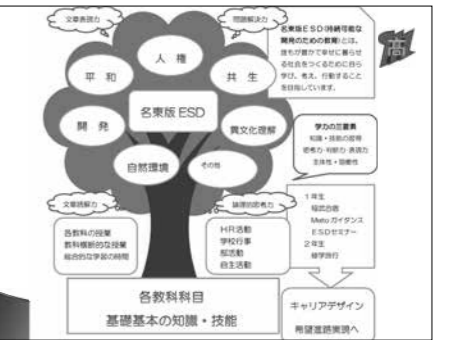 文章表現力
問題解決力
名東版ESD(持続可能な
開発のための教育)とは、
誰もが豊かで幸せに暮らせ
る社会をつくるために自ら
学び、考え、行動すること
を目指しています。
高
人 権
平 和
共 生
名東版 ESD
開 発
異文化理解
自然環境
その他
学力の三要素
知識・技能の習得
思考力・判断力・表現力
主体性・協働性
文章読解力
論理的思考力
各教科の授業
教科横断的な授業
総合的な学習の時間
HR活動
学校行事
部活動
自主活動
1年生
Meitoガイダンス
ESDセミナー
2年生
修学旅行
各教科科目
基礎基本の知識・技能
キャリアデザイン
希望進路実現へ